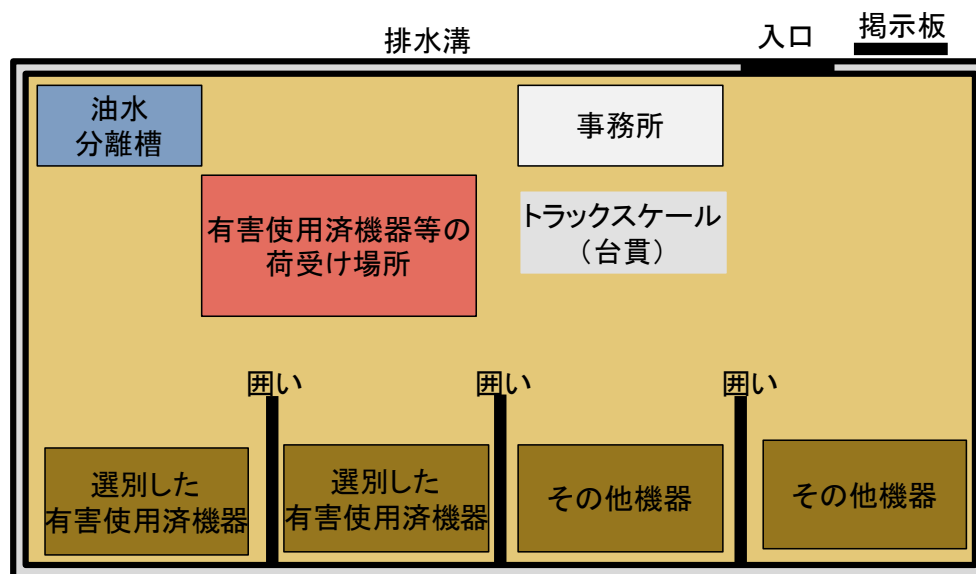 排水溝
入口
掲示板
油水
分離槽
事務所
有害使用済機器等の
荷受け場所
トラックスケール
（台貫）
囲い
囲い
囲い
選別した
有害使用済機器
選別した
有害使用済機器
その他機器
その他機器